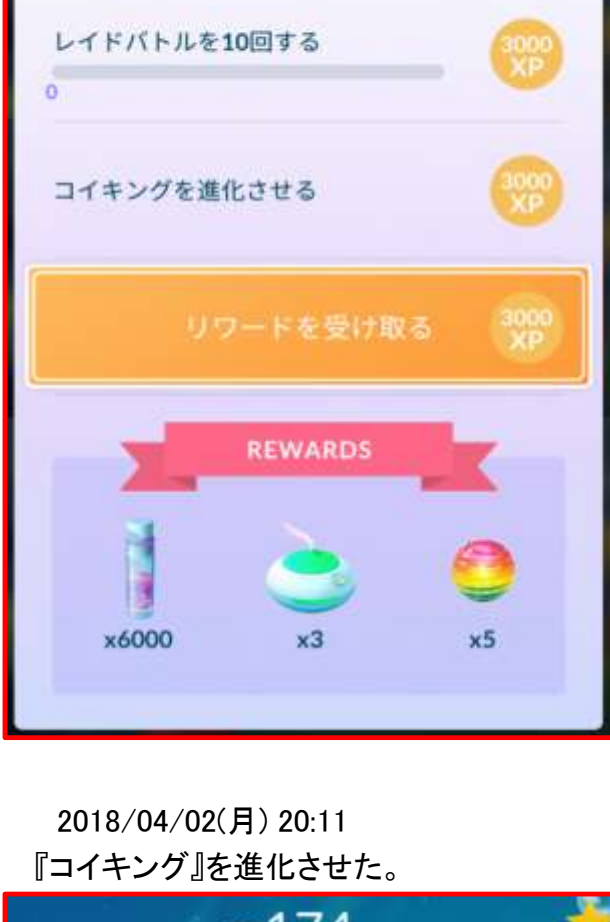 レイドバトルを10回する
3000
XP
0
コイキングを進化させる
3000
XP
リワードを受け取る
3000
XP
REWARDS
x6000
x3
x5
2018/04/02(月) 20:11
『コイキング』を進化させた。
174